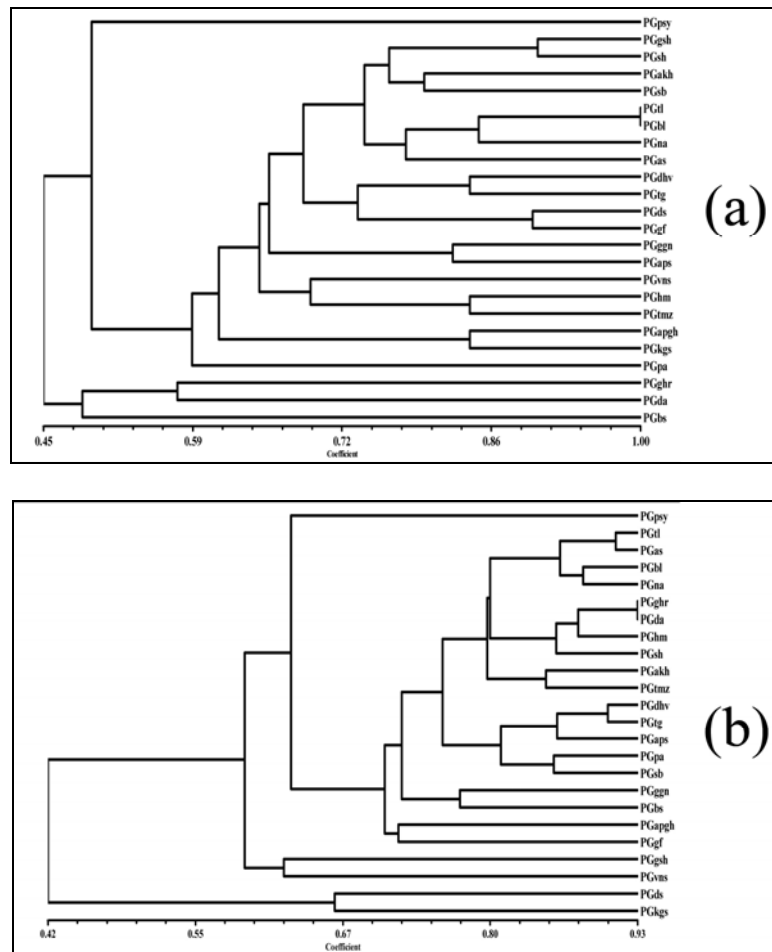 PGpsy
PGgsh
PGsh
PGakh
PGsb
PGtl
PGbl
PGna
PGas
PGdhv
PGtg
PGds
PGgf
PGggn
PGaps
PGvns
PGhm
PGtmz
PGapgh
PGkgs
PGpa
PGghr
PGda
PGbs
0.45 0.59 0.72 0.86 1.00
Coefficient
(a)
PGpsy
PGtl
PGas
PGbl
PGna
PGghr
PGda
PGhm
PGsh
PGakh
PGtmz
PGdhv
PGtg
PGaps
PGpa
PGsb
PGggn
PGbs
PGapgh
PGgf
PGgsh
PGvns
PGds
PGkgs
0.42 0.55 0.67 0.80 0.93
Coefficient
(b)